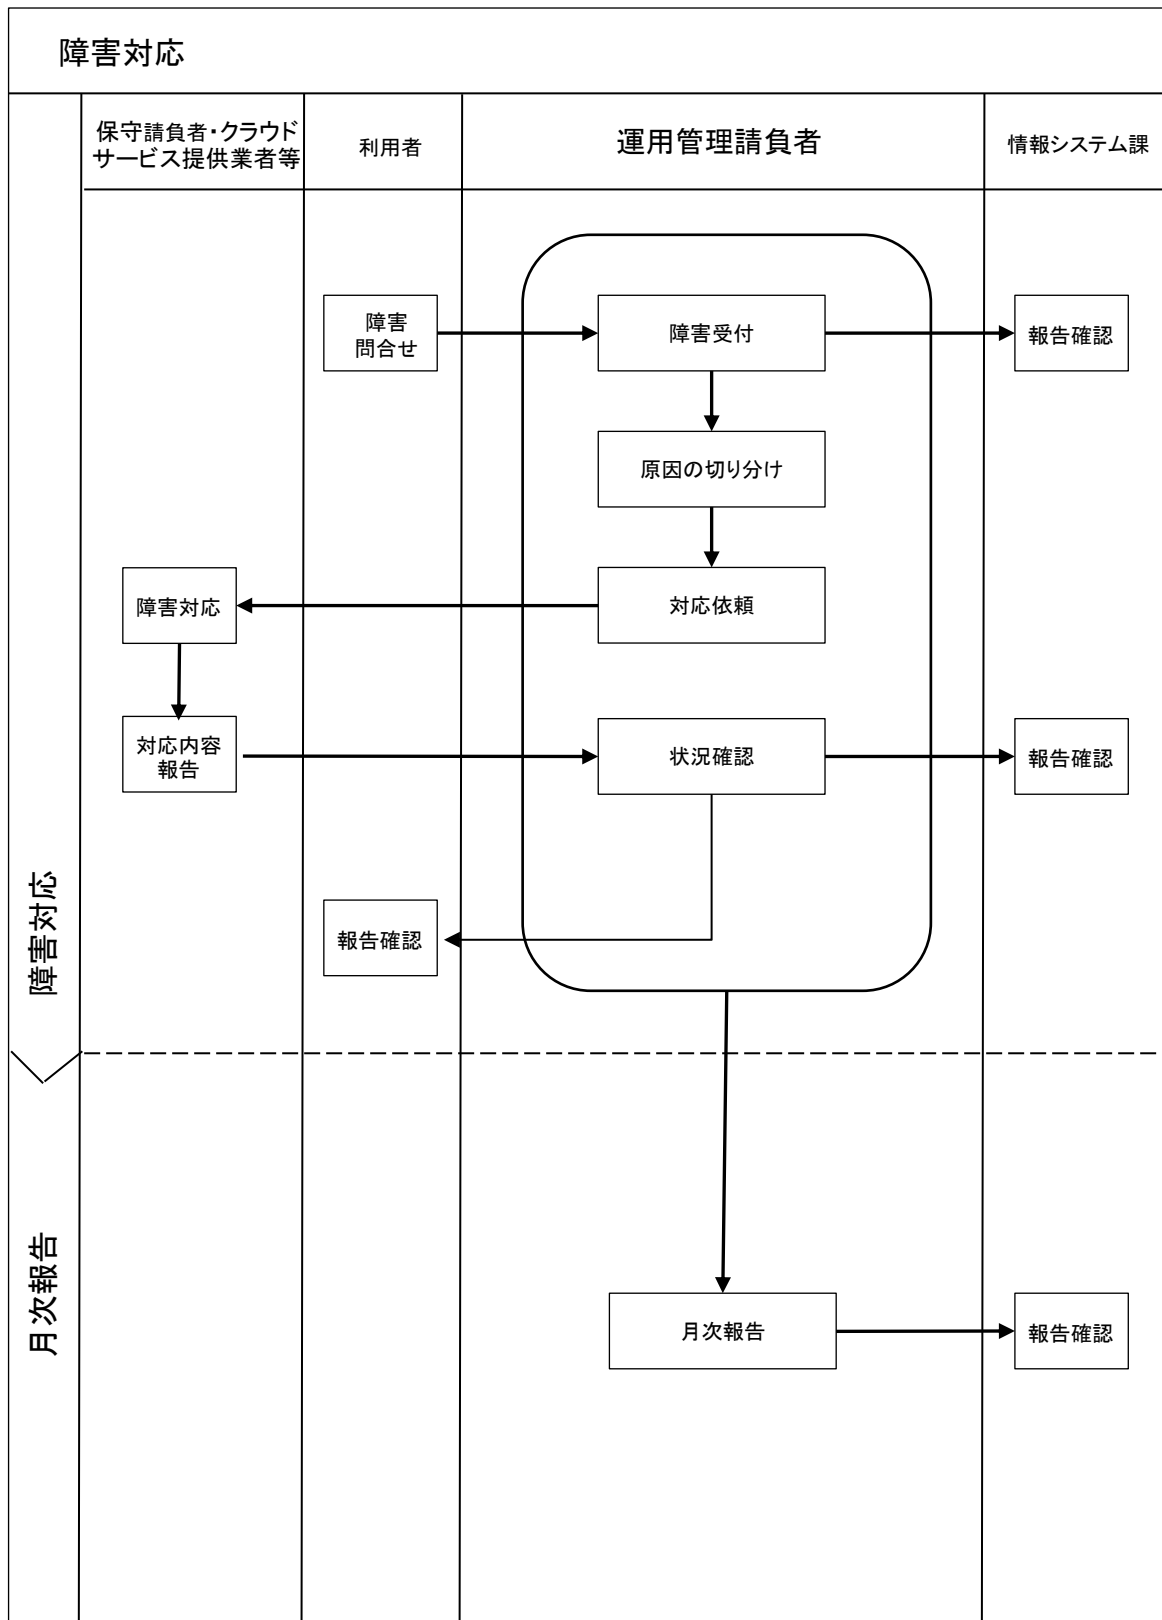 障害対応
保守請負者・クラウド
サービス提供業者等
利用者
運用管理請負者
情報システム課
障害
問合せ
障害受付
報告確認
原因の切り分け
障害対応
対応依頼
対応内容
報告
状況確認
報告確認
障害対応
報告確認
月次報告
月次報告
報告確認